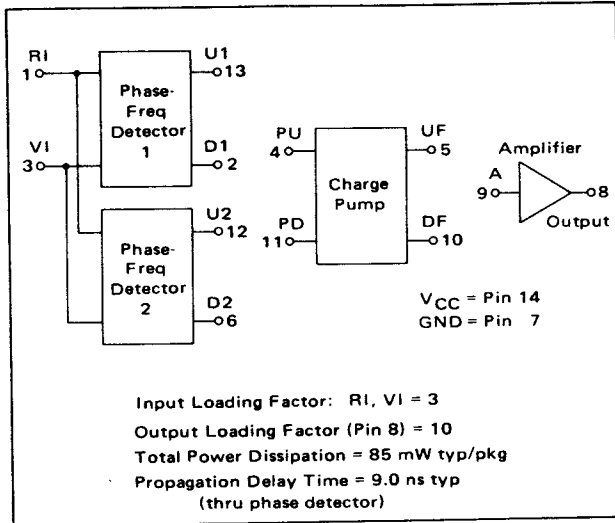 RI
1
U1
13
Phase-
Freq
Detector
1
VI
3
D1
2
U2
12
Phase-
Freq
Detector
2
D2
6
PU
4
UF
5
Charge
Pump
PD
11
DF
10
Amplifier
A
9
8
Output
VCC = Pin 14
GND = Pin 7
Input Loading Factor: RI, VI = 3
Output Loading Factor (Pin 8) = 10
Total Power Dissipation = 85 mW typ/pkg
Propagation Delay Time = 9.0 ns typ
(thru phase detector)